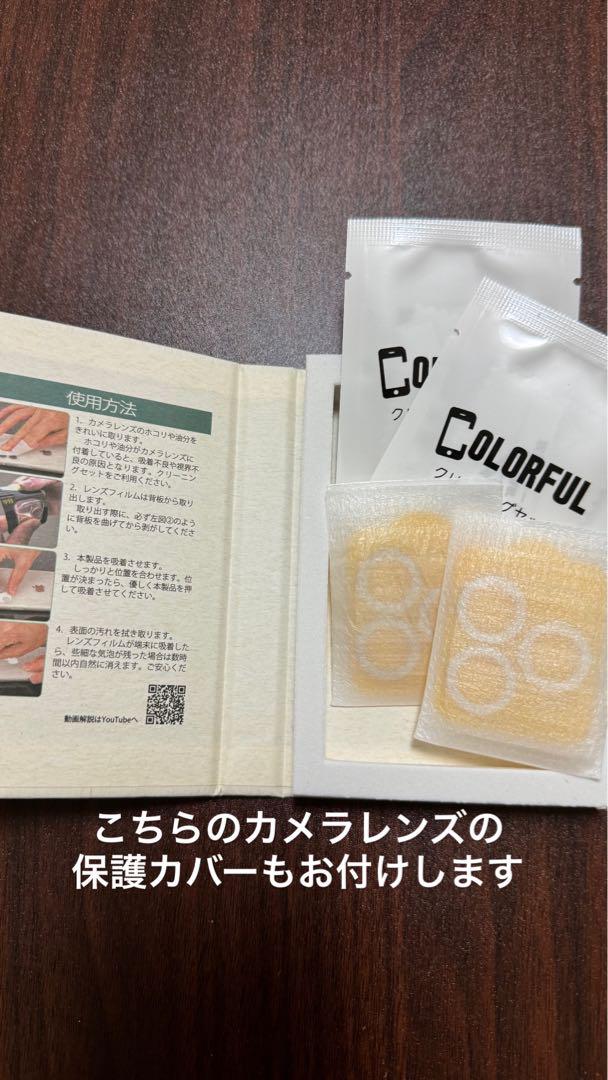 使用方法
1. カメラレンズのホコリや油分を
きれいに取ります。
ホコリや油分がカメラレンズに
付着していると、吸着不良や視界不
良の原因となります。クリーニン
グセットをご利用ください。
2. レンズフィルムは背板から取り
出します。
取り出す際に、必ず左図②のよう
に背板を曲げてから剥がしてくださ
い。
3. 本製品を吸着させます。
しっかりと位置を合わせます。位
置が決まったら、優しく本製品を押
して吸着させてください。
4. 表面の汚れを拭き取ります。
レンズフィルムが端末に吸着した
ら、些細な気泡が残った場合は数時
間以内自然に消えます。ご安心くだ
さい。
動画解説はYouTubeへ
COLORFUL
こちらのカメラレンズの
保護カバーもお付けします